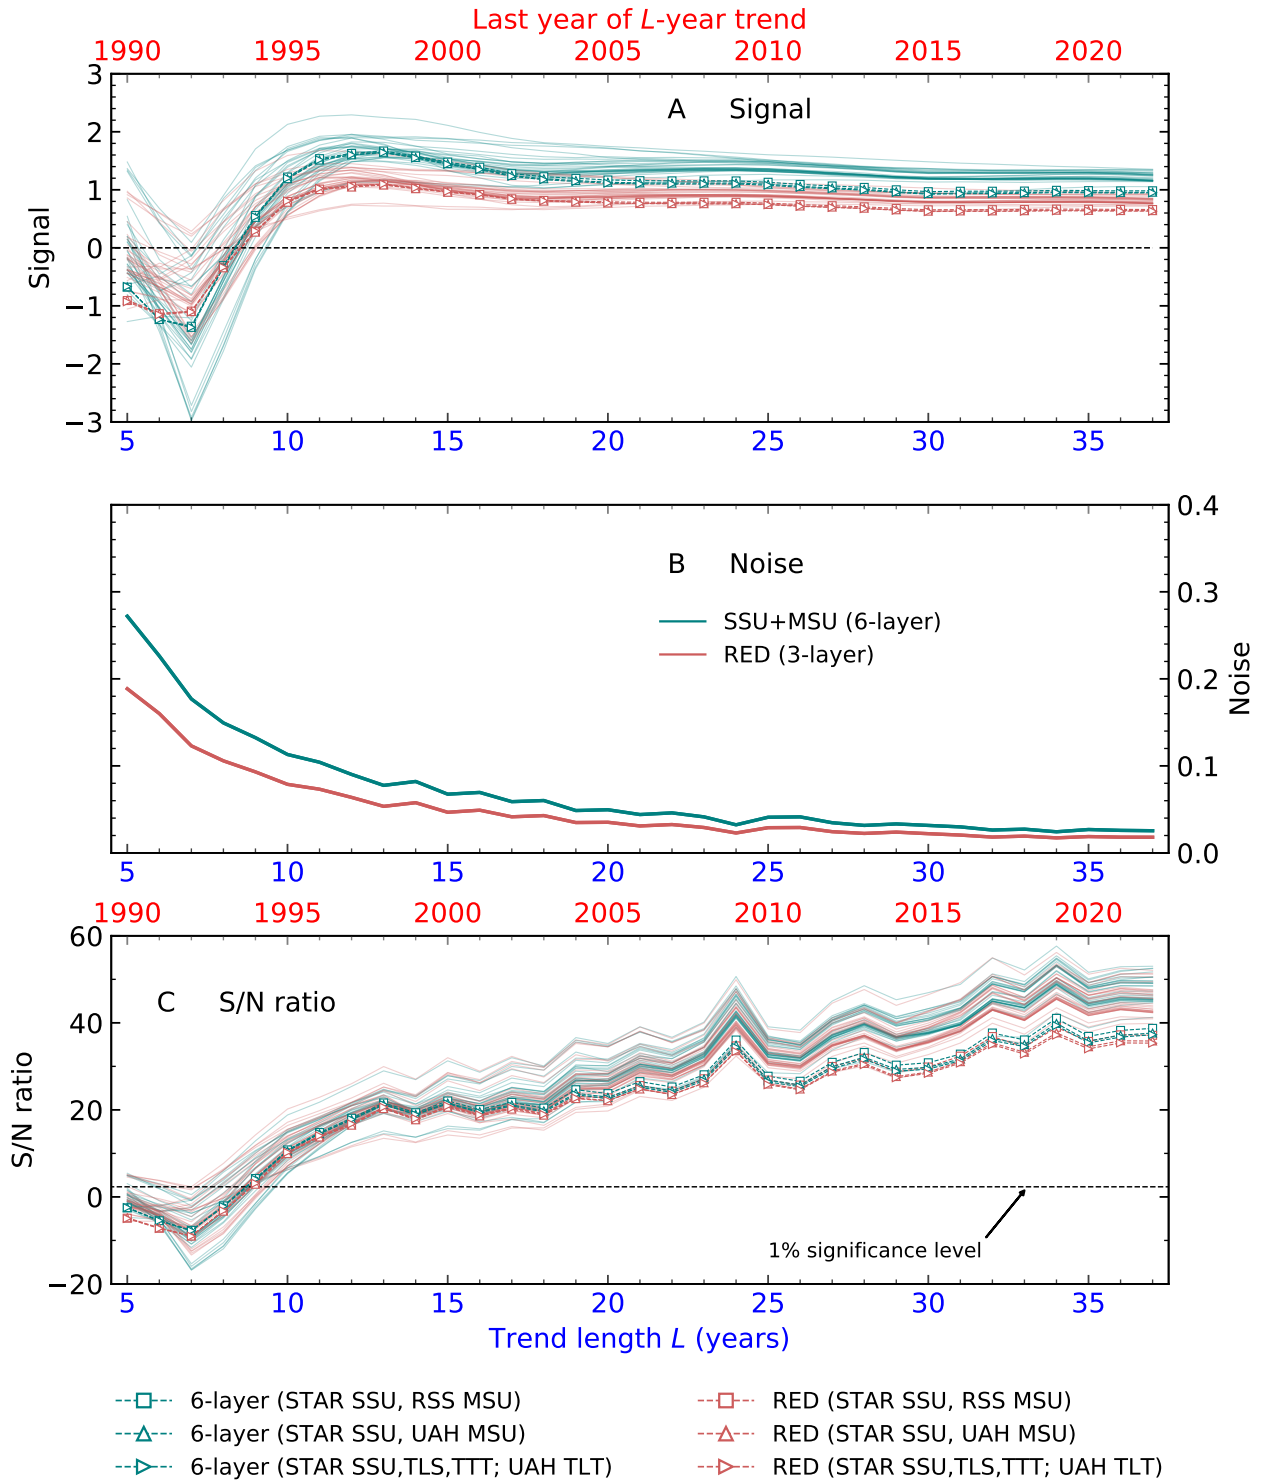 Last year of L-year trend
1990 1995 2000 2005 2010 2015 2020
A Signal
3
2
1
0
−1
−2
−3
Signal
5 10 15 20 25 30 35
B Noise
SSU+MSU (6-layer)
RED (3-layer)
0.4
0.3
0.2
0.1
0.0
Noise
5 10 15 20 25 30 35
1990 1995 2000 2005 2010 2015 2020
C S/N ratio
60
40
20
0
−20
S/N ratio
1% significance level
5 10 15 20 25 30 35
Trend length L (years)
6-layer (STAR SSU, RSS MSU)
6-layer (STAR SSU, UAH MSU)
6-layer (STAR SSU,TLS,TTT; UAH TLT)
RED (STAR SSU, RSS MSU)
RED (STAR SSU, UAH MSU)
RED (STAR SSU,TLS,TTT; UAH TLT)